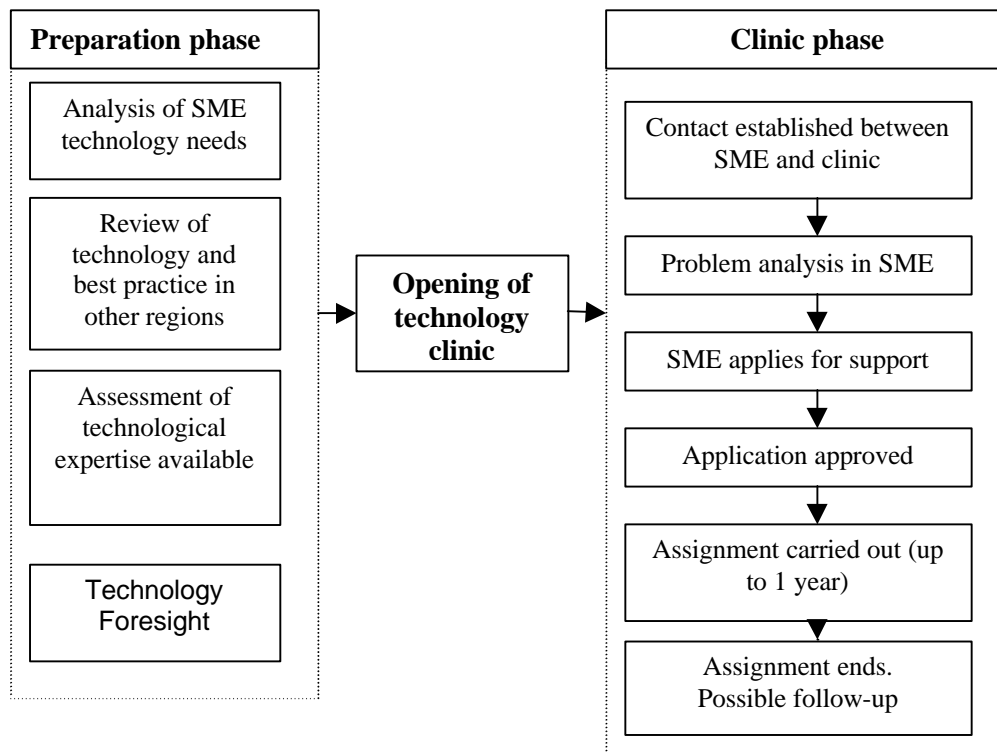 Preparation phase
Analysis of SME
technology needs
Review of
technology and
best practice in
other regions
Assessment of
technological
expertise available
Technology
Foresight
Opening of
technology
clinic
Clinic phase
Contact established between
SME and clinic
Problem analysis in SME
SME applies for support
Application approved
Assignment carried out (up
to 1 year)
Assignment ends.
Possible follow-up